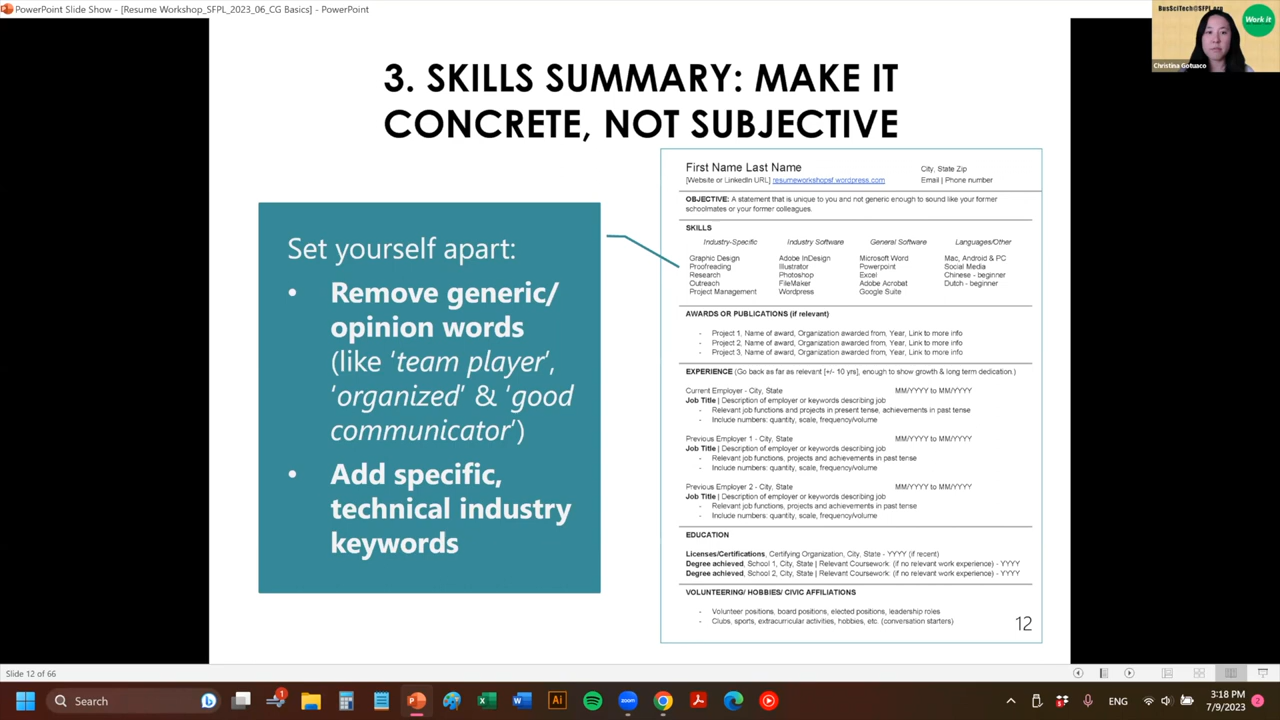 PowerPoint Slide Show - [Resume Workshop_SFPL_2023_06_CG Basics] - PowerPoint
BusSciTech@SFPL.org
Work it
Christina Gotuaco
3. SKILLS SUMMARY: MAKE IT
CONCRETE, NOT SUBJECTIVE
Set yourself apart:
• Remove generic/
opinion words
(like 'team player',
'organized' & 'good
communicator')
• Add specific,
technical industry
keywords
First Name Last Name
City, State Zip
[Website or LinkedIn URL] resumeworkshopsf.wordpress.com
Email | Phone number
OBJECTIVE: A statement that is unique to you and not generic enough to sound like your former
schoolmates or your former colleagues.
SKILLS
Industry-Specific Industry Software General Software Languages/Other
Graphic Design Adobe InDesign Microsoft Word Mac, Android & PC
Proofreading Illustrator Powerpoint Social Media
Research Photoshop Excel Chinese - beginner
Outreach FileMaker Adobe Acrobat Dutch - beginner
Project Management Wordpress Google Suite
AWARDS OR PUBLICATIONS (if relevant)
- Project 1, Name of award, Organization awarded from, Year, Link to more info
- Project 2, Name of award, Organization awarded from, Year, Link to more info
- Project 3, Name of award, Organization awarded from, Year, Link to more info
EXPERIENCE (Go back as far as relevant [+/- 10 yrs], enough to show growth & long term dedication.)
Current Employer - City, State MM/YYYY to MM/YYYY
Job Title | Description of employer or keywords describing job
- Relevant job functions and projects in present tense, achievements in past tense
- Include numbers: quantity, scale, frequency/volume
Previous Employer 1 - City, State MM/YYYY to MM/YYYY
Job Title | Description of employer or keywords describing job
- Relevant job functions, projects and achievements in past tense
- Include numbers: quantity, scale, frequency/volume
Previous Employer 2 - City, State MM/YYYY to MM/YYYY
Job Title | Description of employer or keywords describing job
- Relevant job functions, projects and achievements in past tense
- Include numbers: quantity, scale, frequency/volume
EDUCATION
Licenses/Certifications, Certifying Organization, City, State - YYYY (if recent)
Degree achieved, School 1, City, State | Relevant Coursework: (if no relevant work experience) - YYYY
Degree achieved, School 2, City, State | Relevant Coursework: (if no relevant work experience) - YYYY
VOLUNTEERING/ HOBBIES/ CIVIC AFFILIATIONS
- Volunteer positions, board positions, elected positions, leadership roles
- Clubs, sports, extracurricular activities, hobbies, etc. (conversation starters)
12
Slide 12 of 66
Search
1
zoom
ENG
3:18 PM
7/9/2023
2